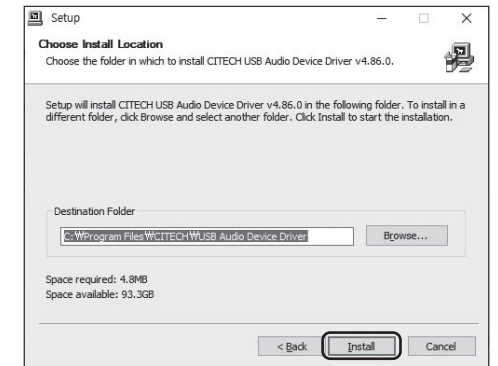 Setup
Choose Install Location
Choose the folder in which to install CITECH USB Audio Device Driver v4.86.0.
Setup will install CITECH USB Audio Device Driver v4.86.0 in the following folder. To install in a
different folder, click Browse and select another folder. Click Install to start the installation.
Destination Folder
C:₩Program Files₩CITECH₩USB Audio Device Driver
Browse...
Space required: 4.8MB
Space available: 93.3GB
< Back
Install
Cancel